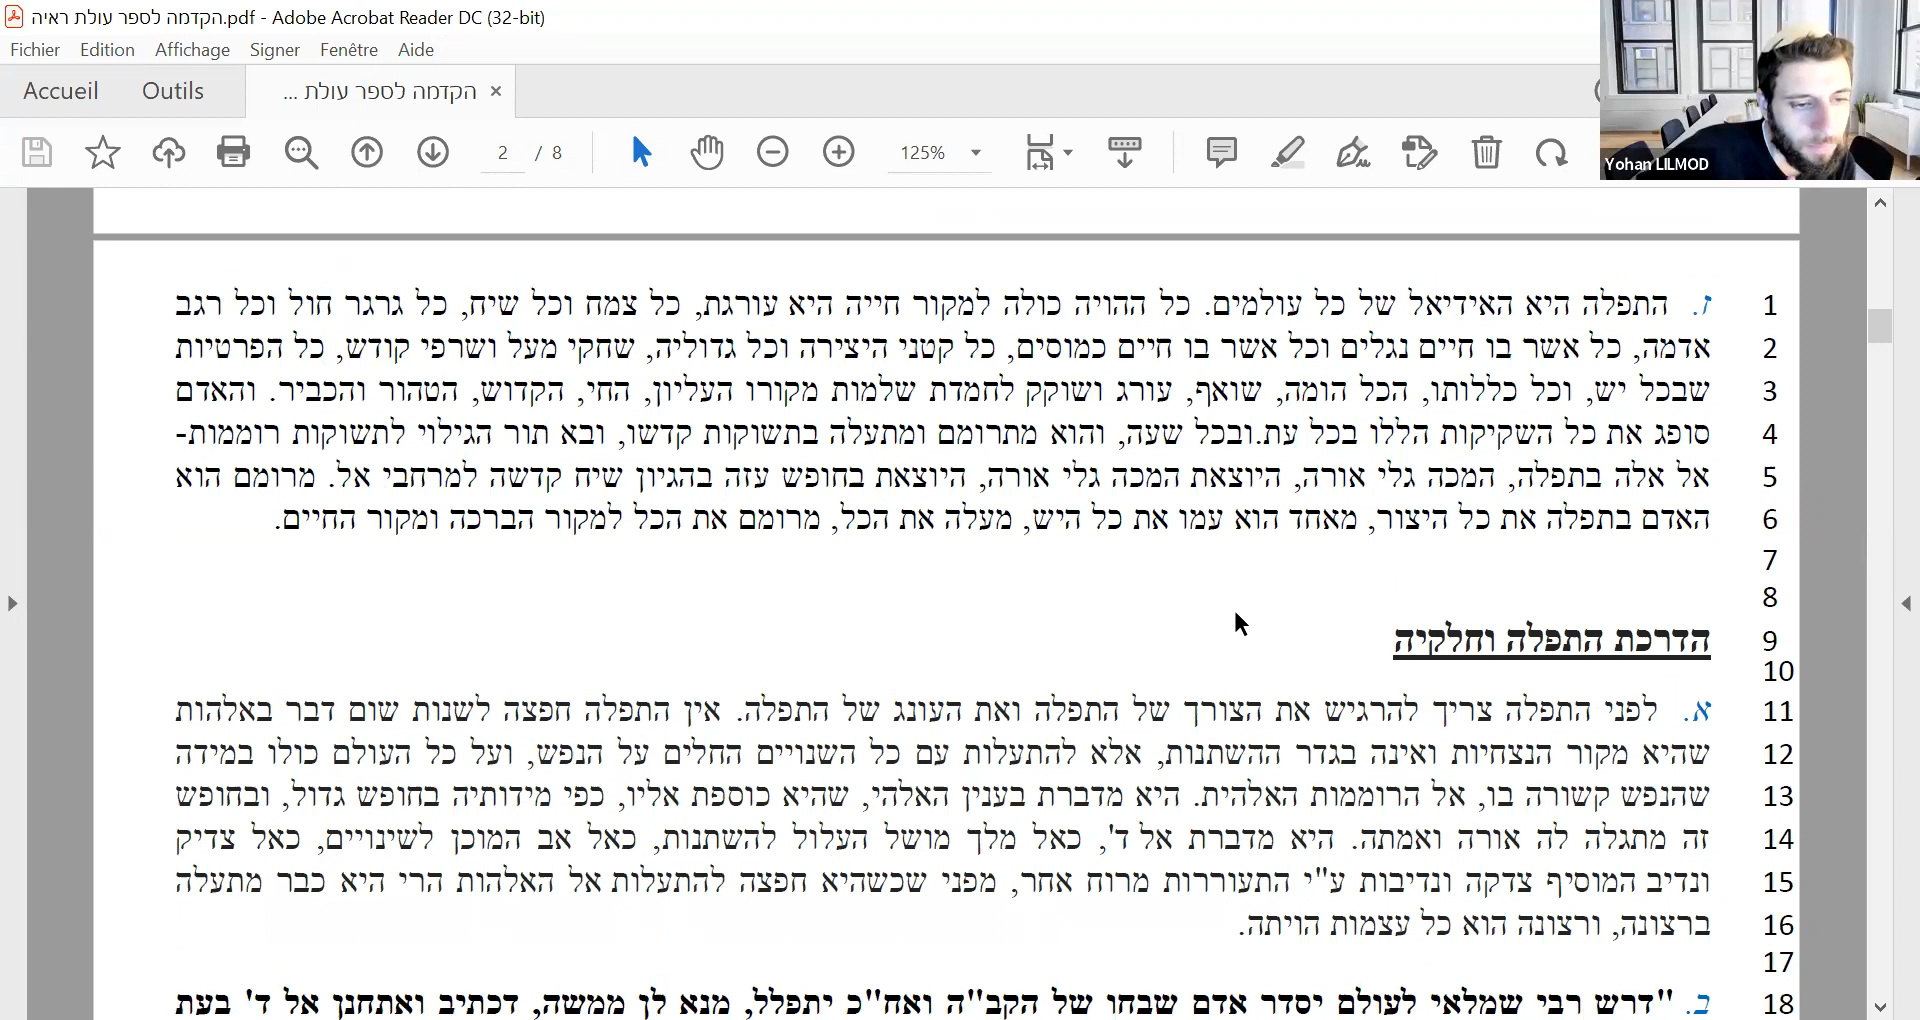 הקדמה לספר עולת ראיה.pdf - Adobe Acrobat Reader DC (32-bit)
Fichier Edition Affichage Signer Fenêtre Aide
Accueil Outils הקדמה לספר עולת ... ×
2 / 8 125%
Yohan LILMOD
1 ז. התפלה היא האידיאל של כל עולמים. כל ההויה כולה למקור חייה היא עורגת, כל צמח וכל שיח, כל גרגר חול וכל רגב
2 אדמה, כל אשר בו חיים נגלים וכל אשר בו חיים כמוסים, כל קטני היצירה וכל גדוליה, שחקי מעל ושרפי קודש, כל הפרטיות
3 שבכל יש, וכל כללותו, הכל הומה, שואף, עורג ושוקק לחמדת שלמות מקורו העליון, החי, הקדוש, הטהור והכביר. והאדם
4 סופג את כל השקיקות הללו בכל עת.ובכל שעה, והוא מתרומם ומתעלה בתשוקות קדשו, ובא תור הגילוי לתשוקות רוממות-
5 אל אלה בתפלה, המכה גלי אורה, היוצאת המכה גלי אורה, היוצאת בחופש עזה בהגיון שיח קדשה למרחבי אל. מרומם הוא
6 האדם בתפלה את כל היצור, מאחד הוא עמו את כל היש, מעלה את הכל, מרומם את הכל למקור הברכה ומקור החיים.
7
8
9 הדרכת התפלה וחלקיה
10
11 א. לפני התפלה צריך להרגיש את הצורך של התפלה ואת העונג של התפלה. אין התפלה חפצה לשנות שום דבר באלהות
12 שהיא מקור הנצחיות ואינה בגדר ההשתנות, אלא להתעלות עם כל השנויים החלים על הנפש, ועל כל העולם כולו במידה
13 שהנפש קשורה בו, אל הרוממות האלהית. היא מדברת בענין האלהי, שהיא כוספת אליו, כפי מידותיה בחופש גדול, ובחופש
14 זה מתגלה לה אורה ואמתה. היא מדברת אל ד', כאל מלך מושל העלול להשתנות, כאל אב המוכן לשינויים, כאל צדיק
15 ונדיב המוסיף צדקה ונדיבות ע"י התעוררות מרוח אחר, מפני שכשהיא חפצה להתעלות אל האלהות הרי היא כבר מתעלה
16 ברצונה, ורצונה הוא כל עצמות הויתה.
17
18 ב. "דרש רבי שמלאי לעולם יסדר אדם שבחו של הקב"ה ואח"כ יתפלל, מנא לן ממשה, דכתיב ואתחנן אל ד' בעת